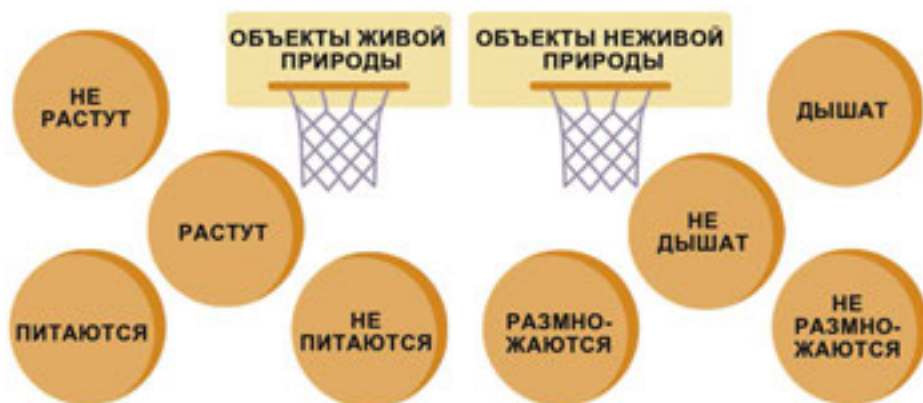 ОБЪЕКТЫ ЖИВОЙ
ПРИРОДЫ
ОБЪЕКТЫ НЕЖИВОЙ
ПРИРОДЫ
НЕ
РАСТУТ
ДЫШАТ
РАСТУТ
НЕ
ДЫШАТ
ПИТАЮТСЯ
НЕ
ПИТАЮТСЯ
РАЗМНО-
ЖАЮТСЯ
НЕ
РАЗМНО-
ЖАЮТСЯ